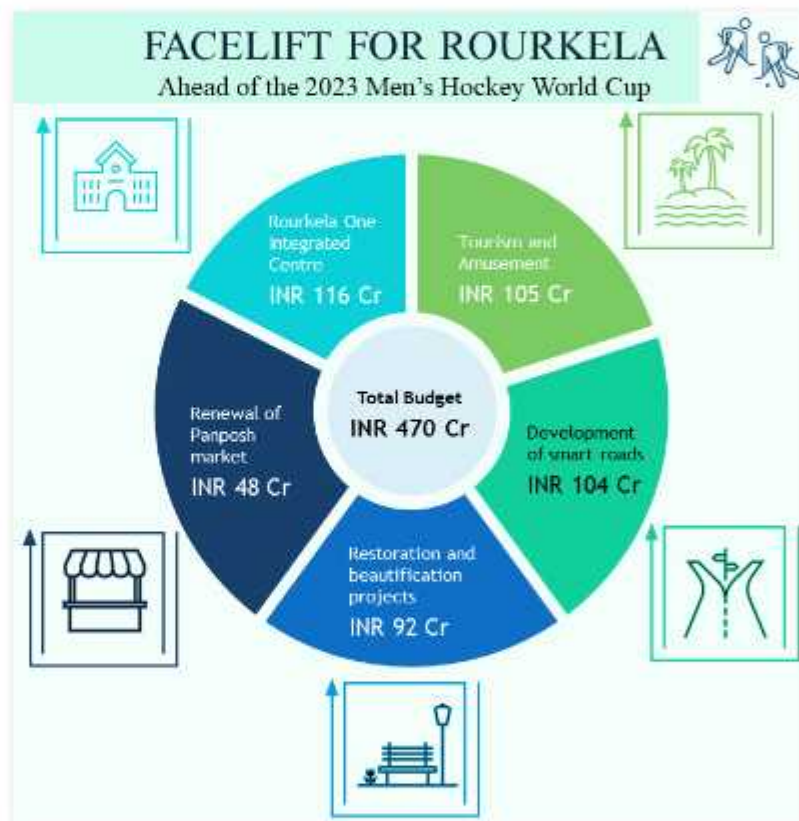 FACELIFT FOR ROURKELA
Ahead of the 2023 Men's Hockey World Cup
Rourkela One
Integrated
Centre
INR 116 Cr
Tourism and
Amusement
INR 105 Cr
Total Budget
INR 470 Cr
Renewal of
Panposh
market
INR 48 Cr
Development
of smart roads
INR 104 Cr
Restoration and
beautification
projects
INR 92 Cr